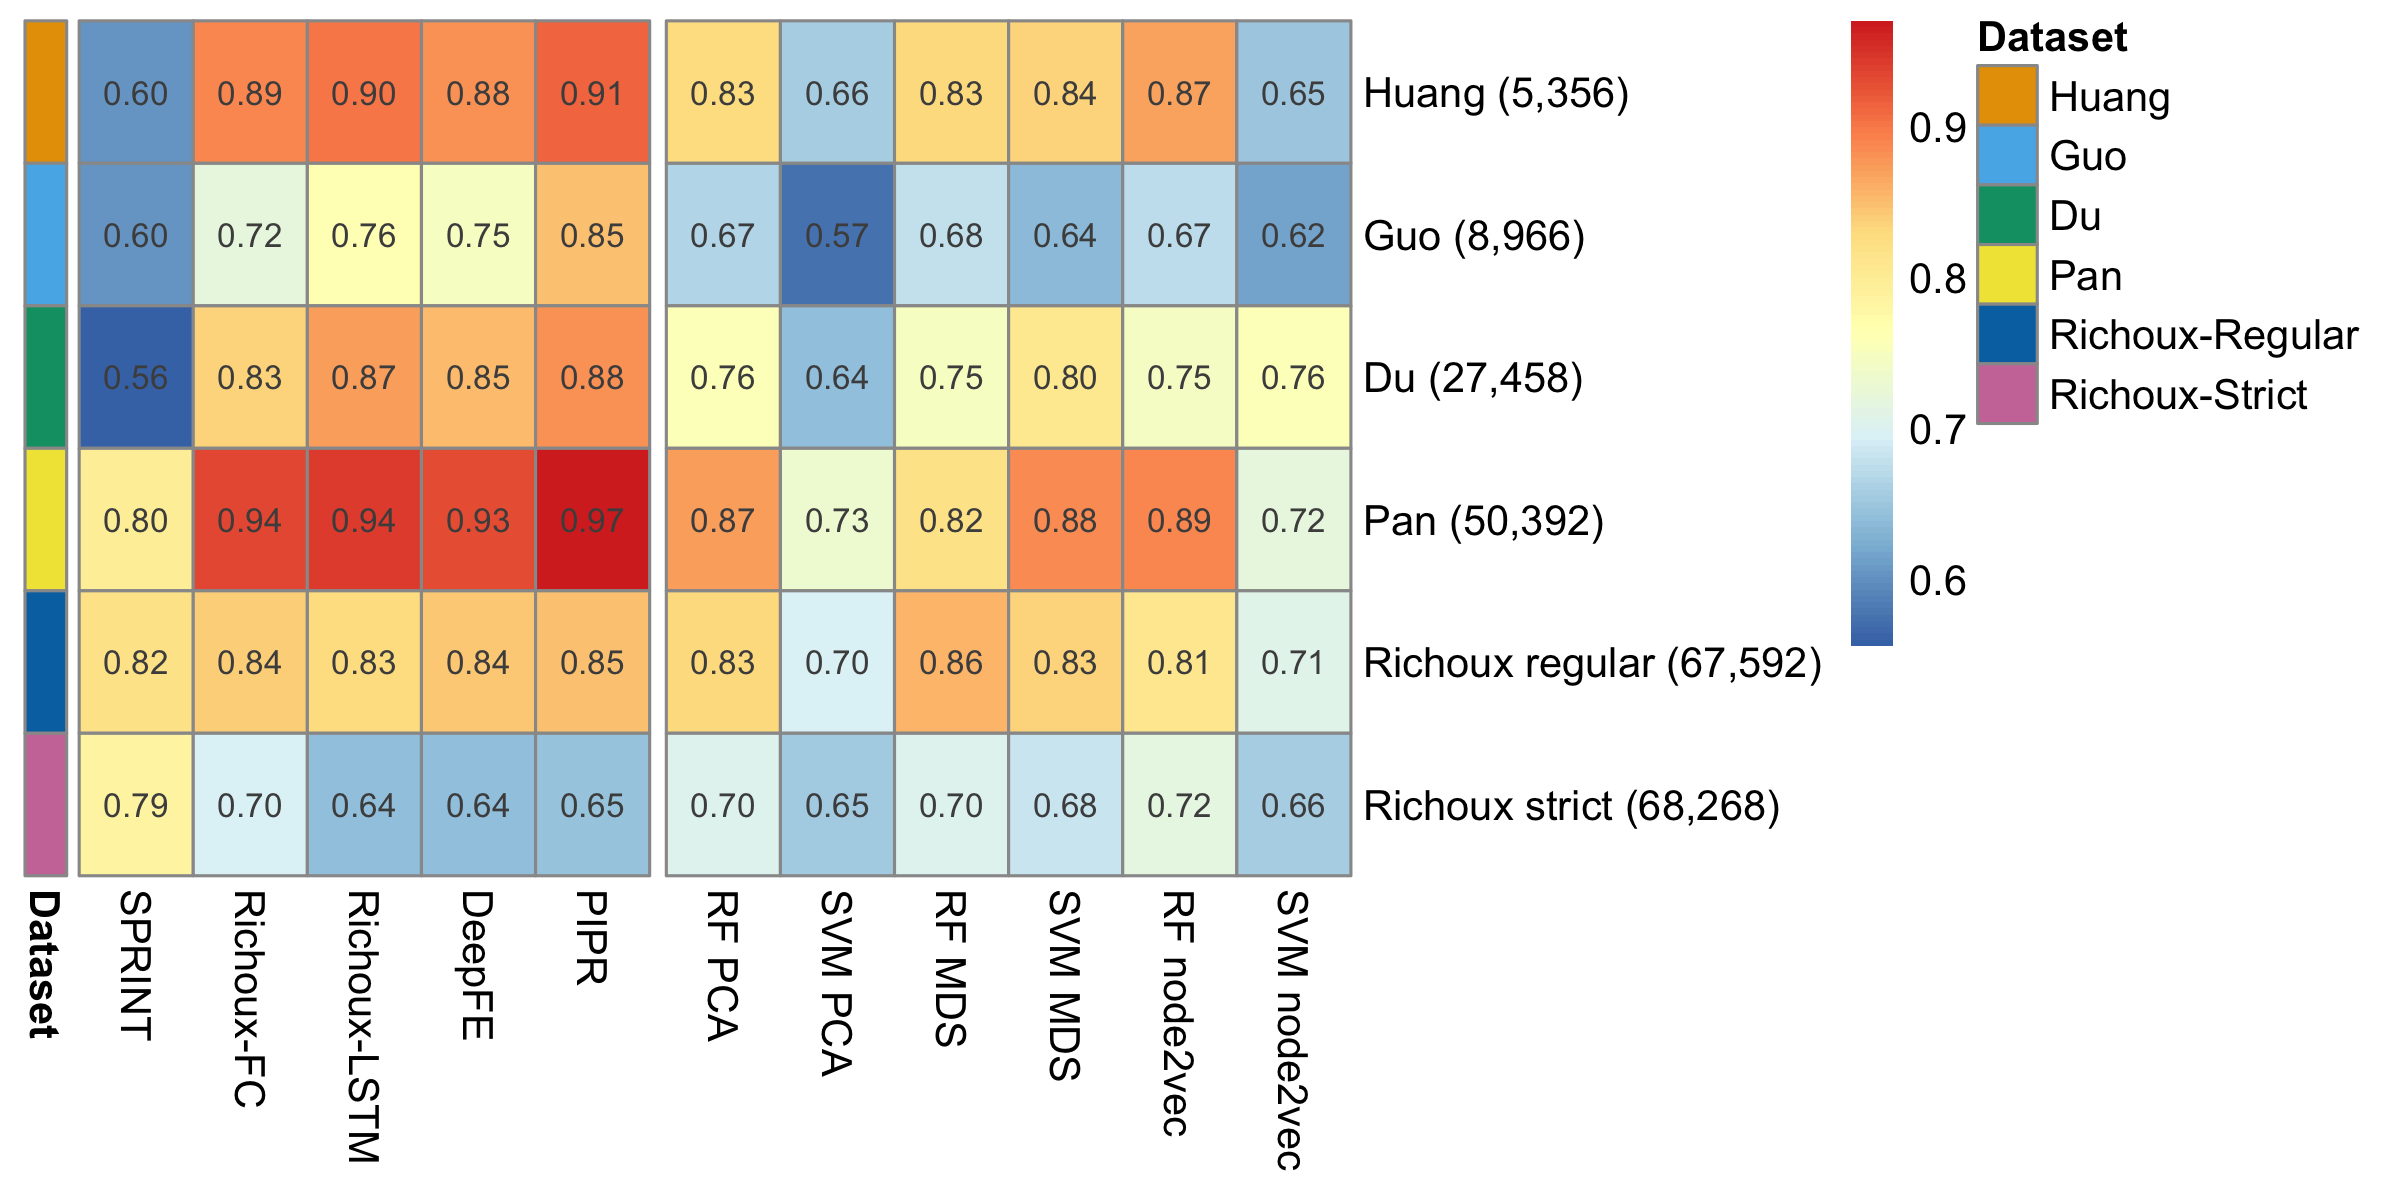 0.60 0.89 0.90 0.88 0.91 0.83 0.66 0.83 0.84 0.87 0.65 Huang (5,356)
0.60 0.72 0.76 0.75 0.85 0.67 0.57 0.68 0.64 0.67 0.62 Guo (8,966)
0.56 0.83 0.87 0.85 0.88 0.76 0.64 0.75 0.80 0.75 0.76 Du (27,458)
0.80 0.94 0.94 0.93 0.97 0.87 0.73 0.82 0.88 0.89 0.72 Pan (50,392)
0.82 0.84 0.83 0.84 0.85 0.83 0.70 0.86 0.83 0.81 0.71 Richoux regular (67,592)
0.79 0.70 0.64 0.64 0.65 0.70 0.65 0.70 0.68 0.72 0.66 Richoux strict (68,268)
Dataset
SPRINT
Richoux-FC
Richoux-LSTM
DeepFE
PIPR
RF PCA
SVM PCA
RF MDS
SVM MDS
RF node2vec
SVM node2vec
0.9
0.8
0.7
0.6
Dataset
Huang
Guo
Du
Pan
Richoux-Regular
Richoux-Strict